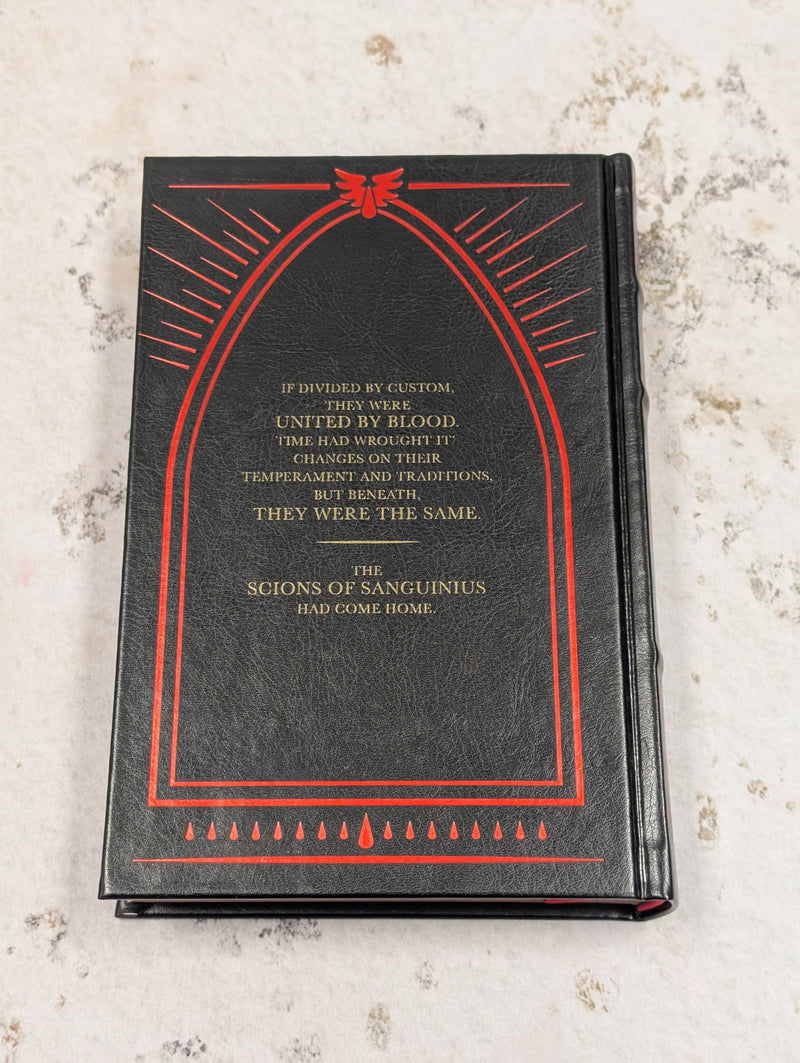 IF DIVIDED BY CUSTOM,
THEY WERE
UNITED BY BLOOD.
TIME HAD WROUGHT IT'
CHANGES ON THEIR
TEMPERAMENT AND TRADITIONS,
BUT BENEATH,
THEY WERE THE SAME.
THE
SCIONS OF SANGUINIUS
HAD COME HOME.